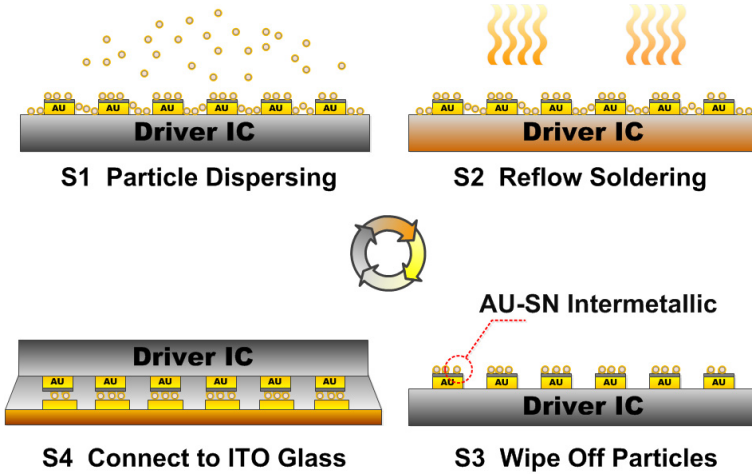 AU AU AU AU AU AU
Driver IC
S1 Particle Dispersing
AU AU AU AU AU AU
Driver IC
S2 Reflow Soldering
AU-SN Intermetallic
AU AU AU AU AU AU
Driver IC
S3 Wipe Off Particles
Driver IC
AU AU AU AU AU AU
S4 Connect to ITO Glass